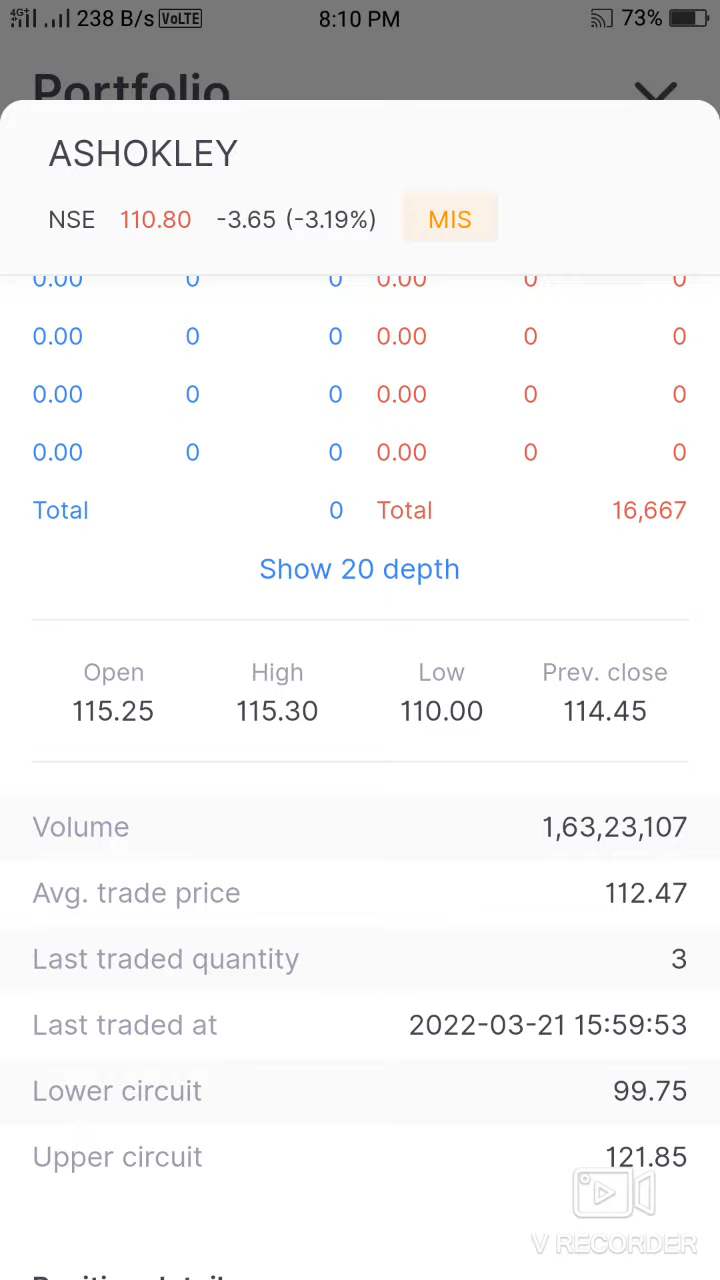 4G+ 238 B/s VoLTE 8:10 PM 73%
Portfolio
ASHOKLEY
NSE 110.80 -3.65 (-3.19%) MIS
0.00 0 0 0.00 0 0
0.00 0 0 0.00 0 0
0.00 0 0 0.00 0 0
0.00 0 0 0.00 0 0
Total 0 Total 16,667
Show 20 depth
Open High Low Prev. close
115.25 115.30 110.00 114.45
Volume 1,63,23,107
Avg. trade price 112.47
Last traded quantity 3
Last traded at 2022-03-21 15:59:53
Lower circuit 99.75
Upper circuit 121.85
V RECORDER